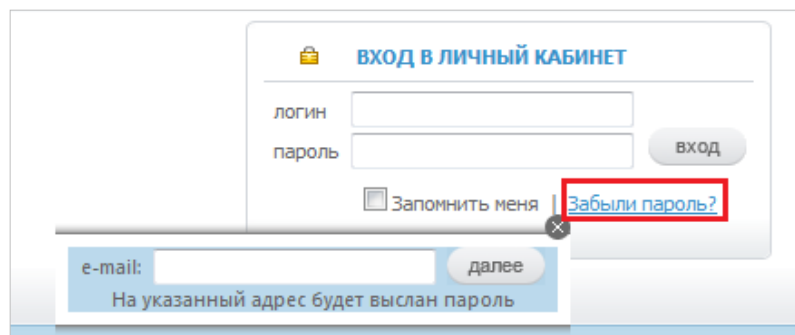 ВХОД В ЛИЧНЫЙ КАБИНЕТ
логин
пароль
вход
Запомнить меня | Забыли пароль?
e-mail:
далее
На указанный адрес будет выслан пароль